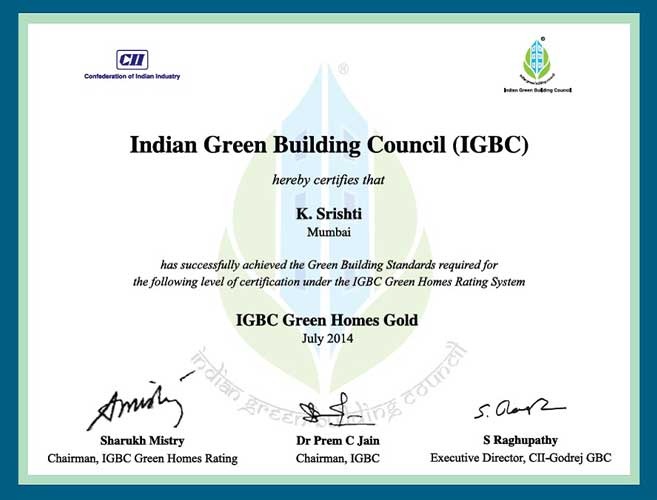 CII
Confederation of Indian Industry
Indian Green Building Council
Indian Green Building Council (IGBC)
hereby certifies that
K. Srishti
Mumbai
has successfully achieved the Green Building Standards required for
the following level of certification under the IGBC Green Homes Rating System
IGBC Green Homes Gold
July 2014
indian green building council
Sharukh Mistry
Chairman, IGBC Green Homes Rating
Dr Prem C Jain
Chairman, IGBC
S Raghupathy
Executive Director, CII-Godrej GBC